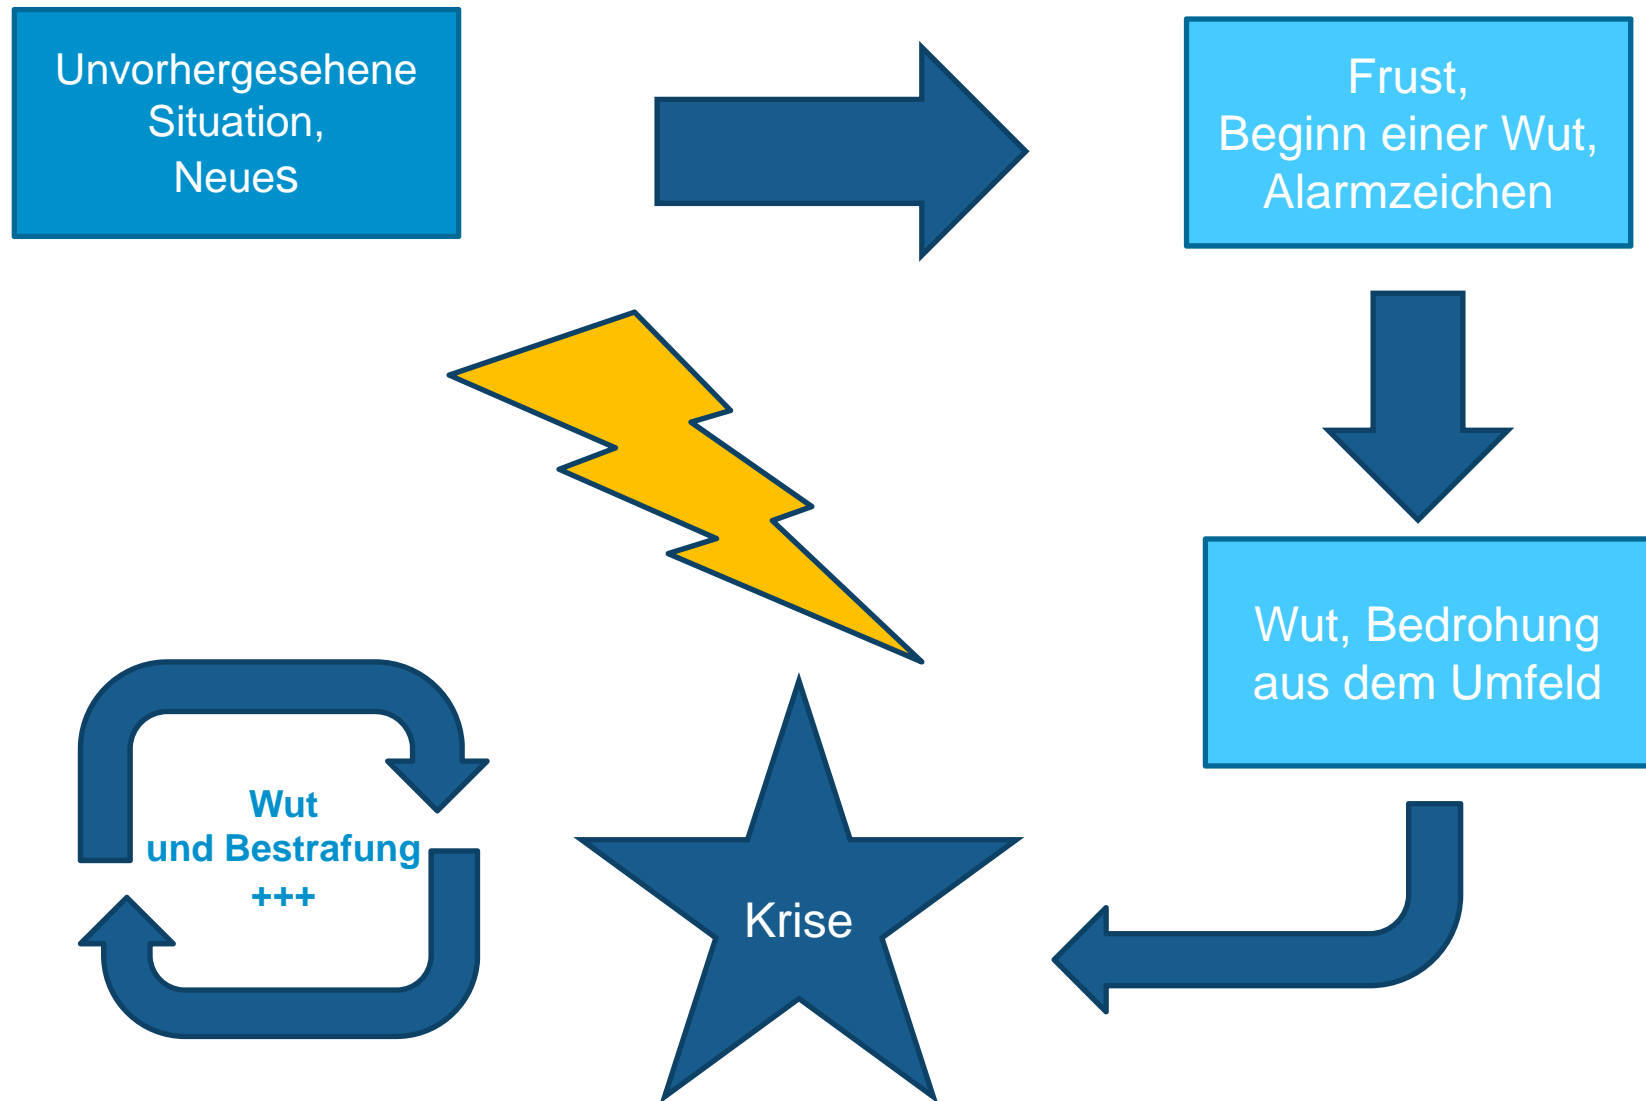 Unvorhergesehene
Situation,
Neues
Frust,
Beginn einer Wut,
Alarmzeichen
Wut, Bedrohung
aus dem Umfeld
Wut
und Bestrafung
+++
Krise